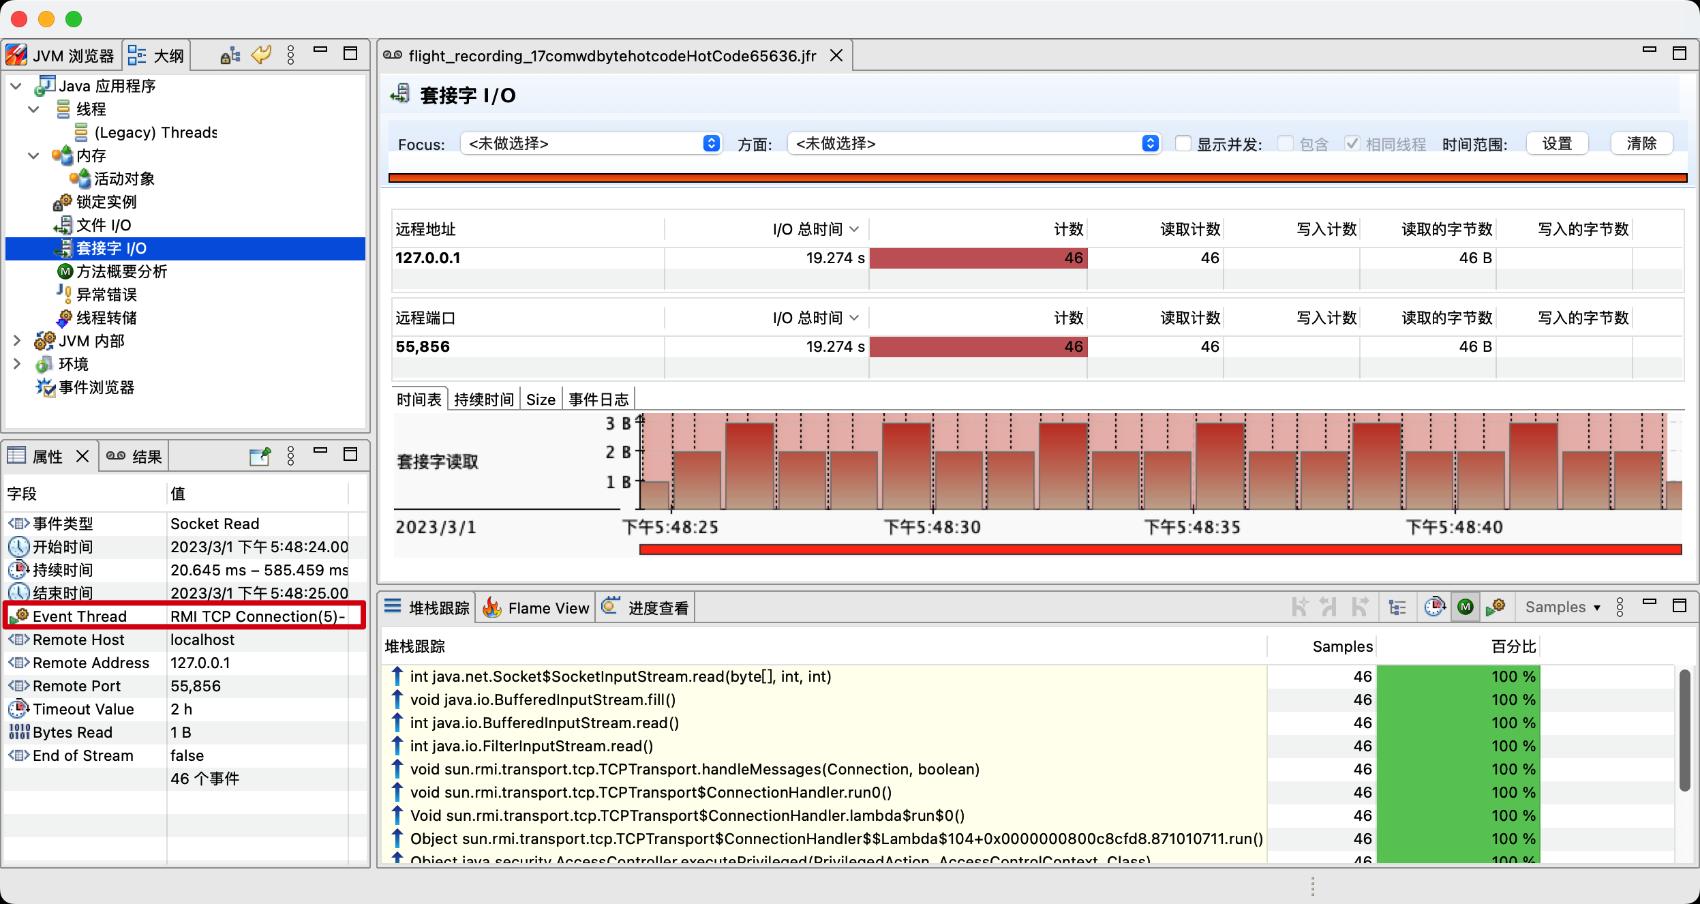 JVM 浏览器
大纲
Java 应用程序
线程
(Legacy) Threads
内存
活动对象
锁定实例
文件 I/O
套接字 I/O
方法概要分析
异常错误
线程转储
JVM 内部
环境
事件浏览器
属性
结果
字段 值
事件类型 Socket Read
开始时间 2023/3/1 下午 5:48:24.00
持续时间 20.645 ms – 585.459 ms
结束时间 2023/3/1 下午 5:48:25.00
Event Thread RMI TCP Connection(5)-
Remote Host localhost
Remote Address 127.0.0.1
Remote Port 55,856
Timeout Value 2 h
Bytes Read 1 B
End of Stream false
46 个事件
flight_recording_17comwdbytehotcodeHotCode65636.jfr
套接字 I/O
Focus: <未做选择> 方面: <未做选择> 显示并发: 包含 相同线程 时间范围: 设置 清除
远程地址 I/O 总时间 计数 读取计数 写入计数 读取的字节数 写入的字节数
127.0.0.1 19.274 s 46 46 46 B
远程端口 I/O 总时间 计数 读取计数 写入计数 读取的字节数 写入的字节数
55,856 19.274 s 46 46 46 B
时间表 持续时间 Size 事件日志
3 B
2 B
套接字读取
1 B
2023/3/1 下午5:48:25 下午5:48:30 下午5:48:35 下午5:48:40
堆栈跟踪 Flame View 进度查看 Samples
堆栈跟踪 Samples 百分比
int java.net.Socket$SocketInputStream.read(byte[], int, int) 46 100 %
void java.io.BufferedInputStream.fill() 46 100 %
int java.io.BufferedInputStream.read() 46 100 %
int java.io.FilterInputStream.read() 46 100 %
void sun.rmi.transport.tcp.TCPTransport.handleMessages(Connection, boolean) 46 100 %
void sun.rmi.transport.tcp.TCPTransport$ConnectionHandler.run0() 46 100 %
Void sun.rmi.transport.tcp.TCPTransport$ConnectionHandler.lambda$run$0() 46 100 %
Object sun.rmi.transport.tcp.TCPTransport$ConnectionHandler$$Lambda$104+0x0000000800c8cfd8.871010711.run() 46 100 %
Object java.security.AccessController.executePrivileged(PrivilegedAction, AccessControlContext, Class) 46 100 %